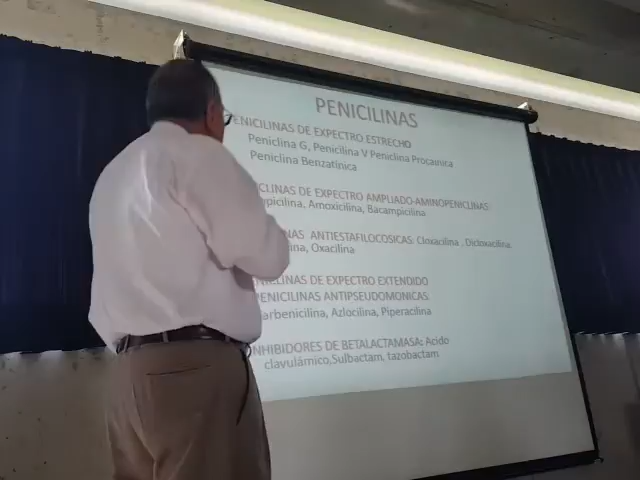 PENICILINAS
PENICILINAS DE EXPECTRO ESTRECHO
Peniclina G, Penicilina V Peniclina Procainica
Peniclina Benzatinica
CLINAS DE EXPECTRO AMPLIADO-AMINOPENICLINAS:
picilina, Amoxicilina, Bacampicilina
NAS ANTIESTAFILOCOSICAS: Cloxacilina , Dicloxacilina,
ina, Oxacilina
CILINAS DE EXPECTRO EXTENDIDO
PENICILINAS ANTIPSEUDOMONICAS:
arbenicilina, Azlocilina, Piperacilina
INHIBIDORES DE BETALACTAMASA: Acido
clavulámico,Sulbactam, tazobactam